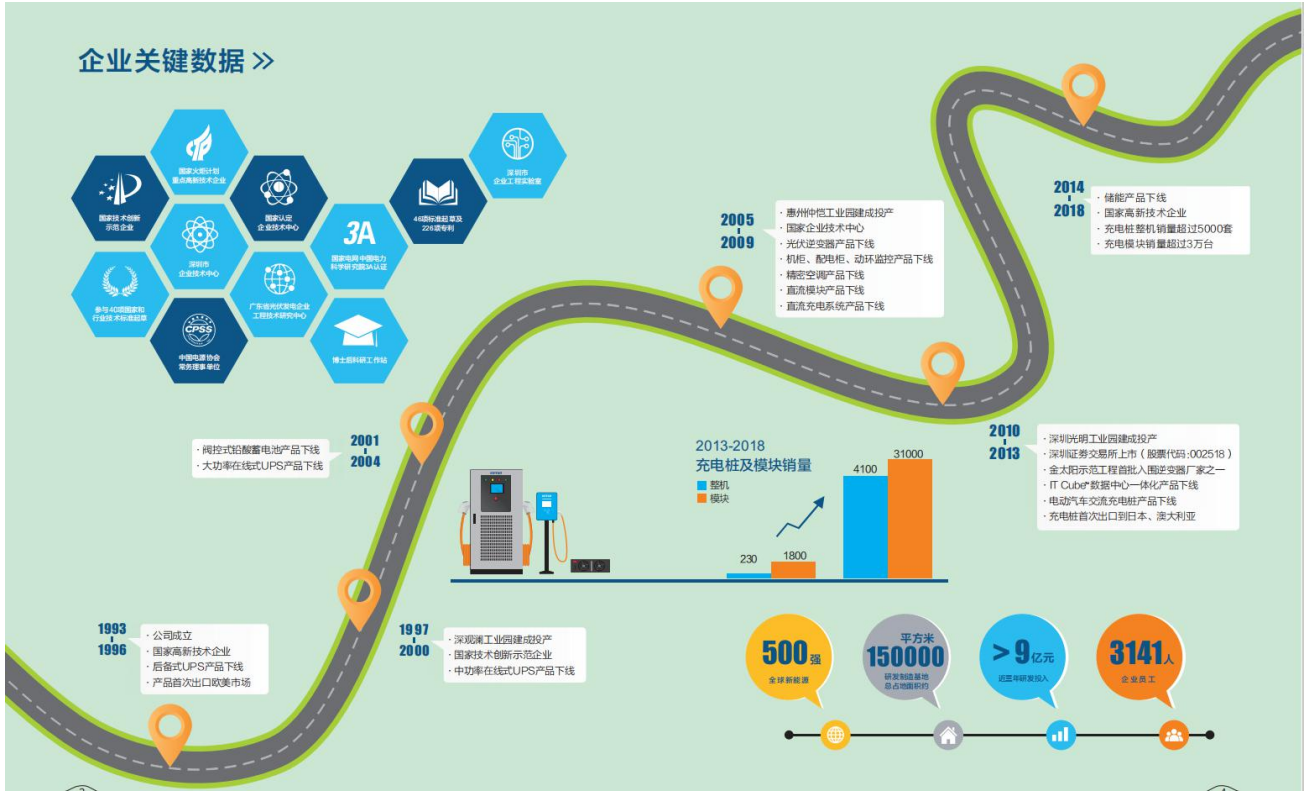 企业关键数据 >>
国家火炬计划
重点高新技术企业
国家技术创新
示范企业
国家认定
企业技术中心
46项标准起草及
226项专利
深圳市
企业工程实验室
深圳市
企业技术中心
3A
国家电网 中国电力
科学研究院3A认证
参与40项国家和
行业技术标准起草
广东省光伏发电企业
工程技术研究中心
CPSS
中国电源协会
常务理事单位
博士后科研工作站
2014
2018
· 储能产品下线
· 国家高新技术企业
· 充电桩整机销量超过5000套
· 充电模块销量超过3万台
2005
2009
· 惠州仲恺工业园建成投产
· 国家企业技术中心
· 光伏逆变器产品下线
· 机柜、配电柜、动环监控产品下线
· 精密空调产品下线
· 直流模块产品下线
· 直流充电系统产品下线
2001
2004
· 阀控式铅酸蓄电池产品下线
· 大功率在线式UPS产品下线
2010
2013
· 深圳光明工业园建成投产
· 深圳证券交易所上市（股票代码:002518）
· 金太阳示范工程首批入围逆变器厂家之一
· IT Cube®数据中心一体化产品下线
· 电动汽车交流充电桩产品下线
· 充电桩首次出口到日本、澳大利亚
2013-2018
充电桩及模块销量
整机
模块
230
1800
4100
31000
1993
1996
· 公司成立
· 国家高新技术企业
· 后备式UPS产品下线
· 产品首次出口欧美市场
1997
2000
· 深观澜工业园建成投产
· 国家技术创新示范企业
· 中功率在线式UPS产品下线
500强
全球新能源
平方米
150000
研发制造基地
总占地面积约
>9亿元
近五年研发投入
3141人
企业员工